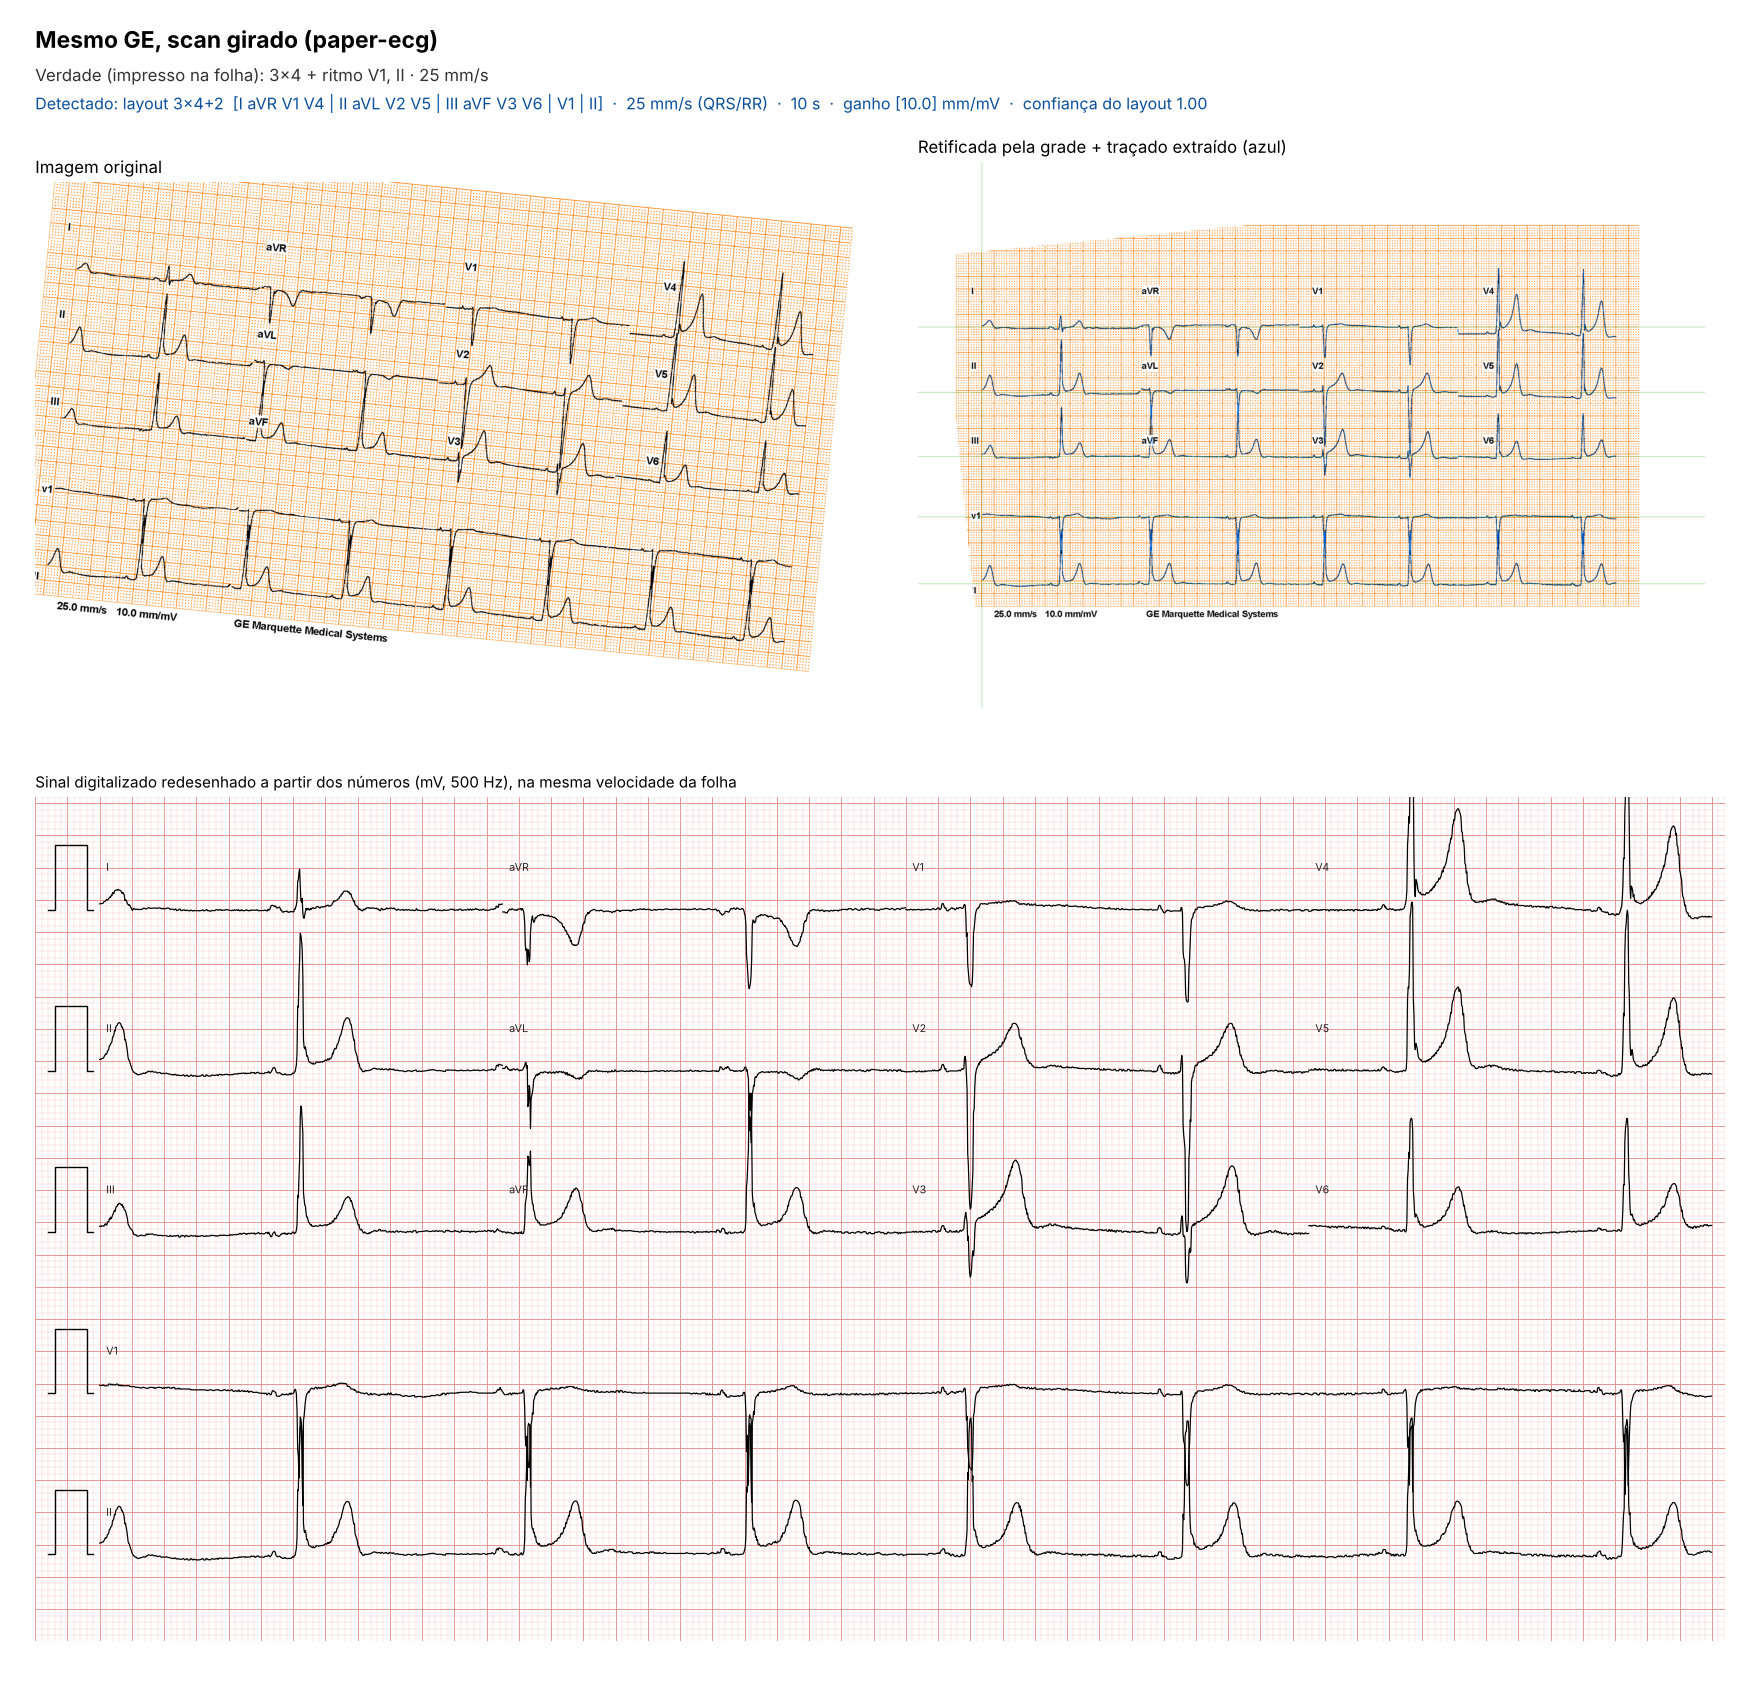 Mesmo GE, scan girado (paper-ecg)
Verdade (impresso na folha): 3×4 + ritmo V1, II · 25 mm/s
Detectado: layout 3×4+2 [I aVR V1 V4 | II aVL V2 V5 | III aVF V3 V6 | V1 | II] · 25 mm/s (QRS/RR) · 10 s · ganho [10.0] mm/mV · confiança do layout 1.00
Imagem original
I
aVR
V1
V4
II
aVL
V2
V5
III
aVF
V3
V6
v1
II
25.0 mm/s 10.0 mm/mV
GE Marquette Medical Systems
Retificada pela grade + traçado extraído (azul)
I aVR V1 V4
II aVL V2 V5
III aVF V3 V6
v1
25.0 mm/s 10.0 mm/mV GE Marquette Medical Systems
Sinal digitalizado redesenhado a partir dos números (mV, 500 Hz), na mesma velocidade da folha
I aVR V1 V4
II aVL V2 V5
III aVF V3 V6
V1
II